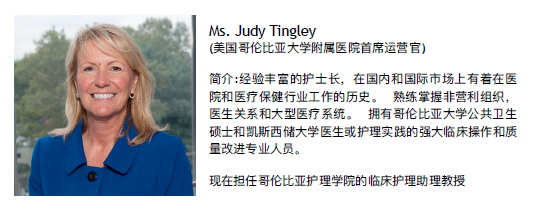 Ms. Judy Tingley
(美国哥伦比亚大学附属医院首席运营官)
简介:经验丰富的护士长，在国内和国际市场上有着在医
院和医疗保健行业工作的历史。 熟练掌握非营利组织，
医生关系和大型医疗系统。 拥有哥伦比亚大学公共卫生
硕士和凯斯西储大学医生或护理实践的强大临床操作和质
量改进专业人员。
现在担任哥伦比亚护理学院的临床护理助理教授